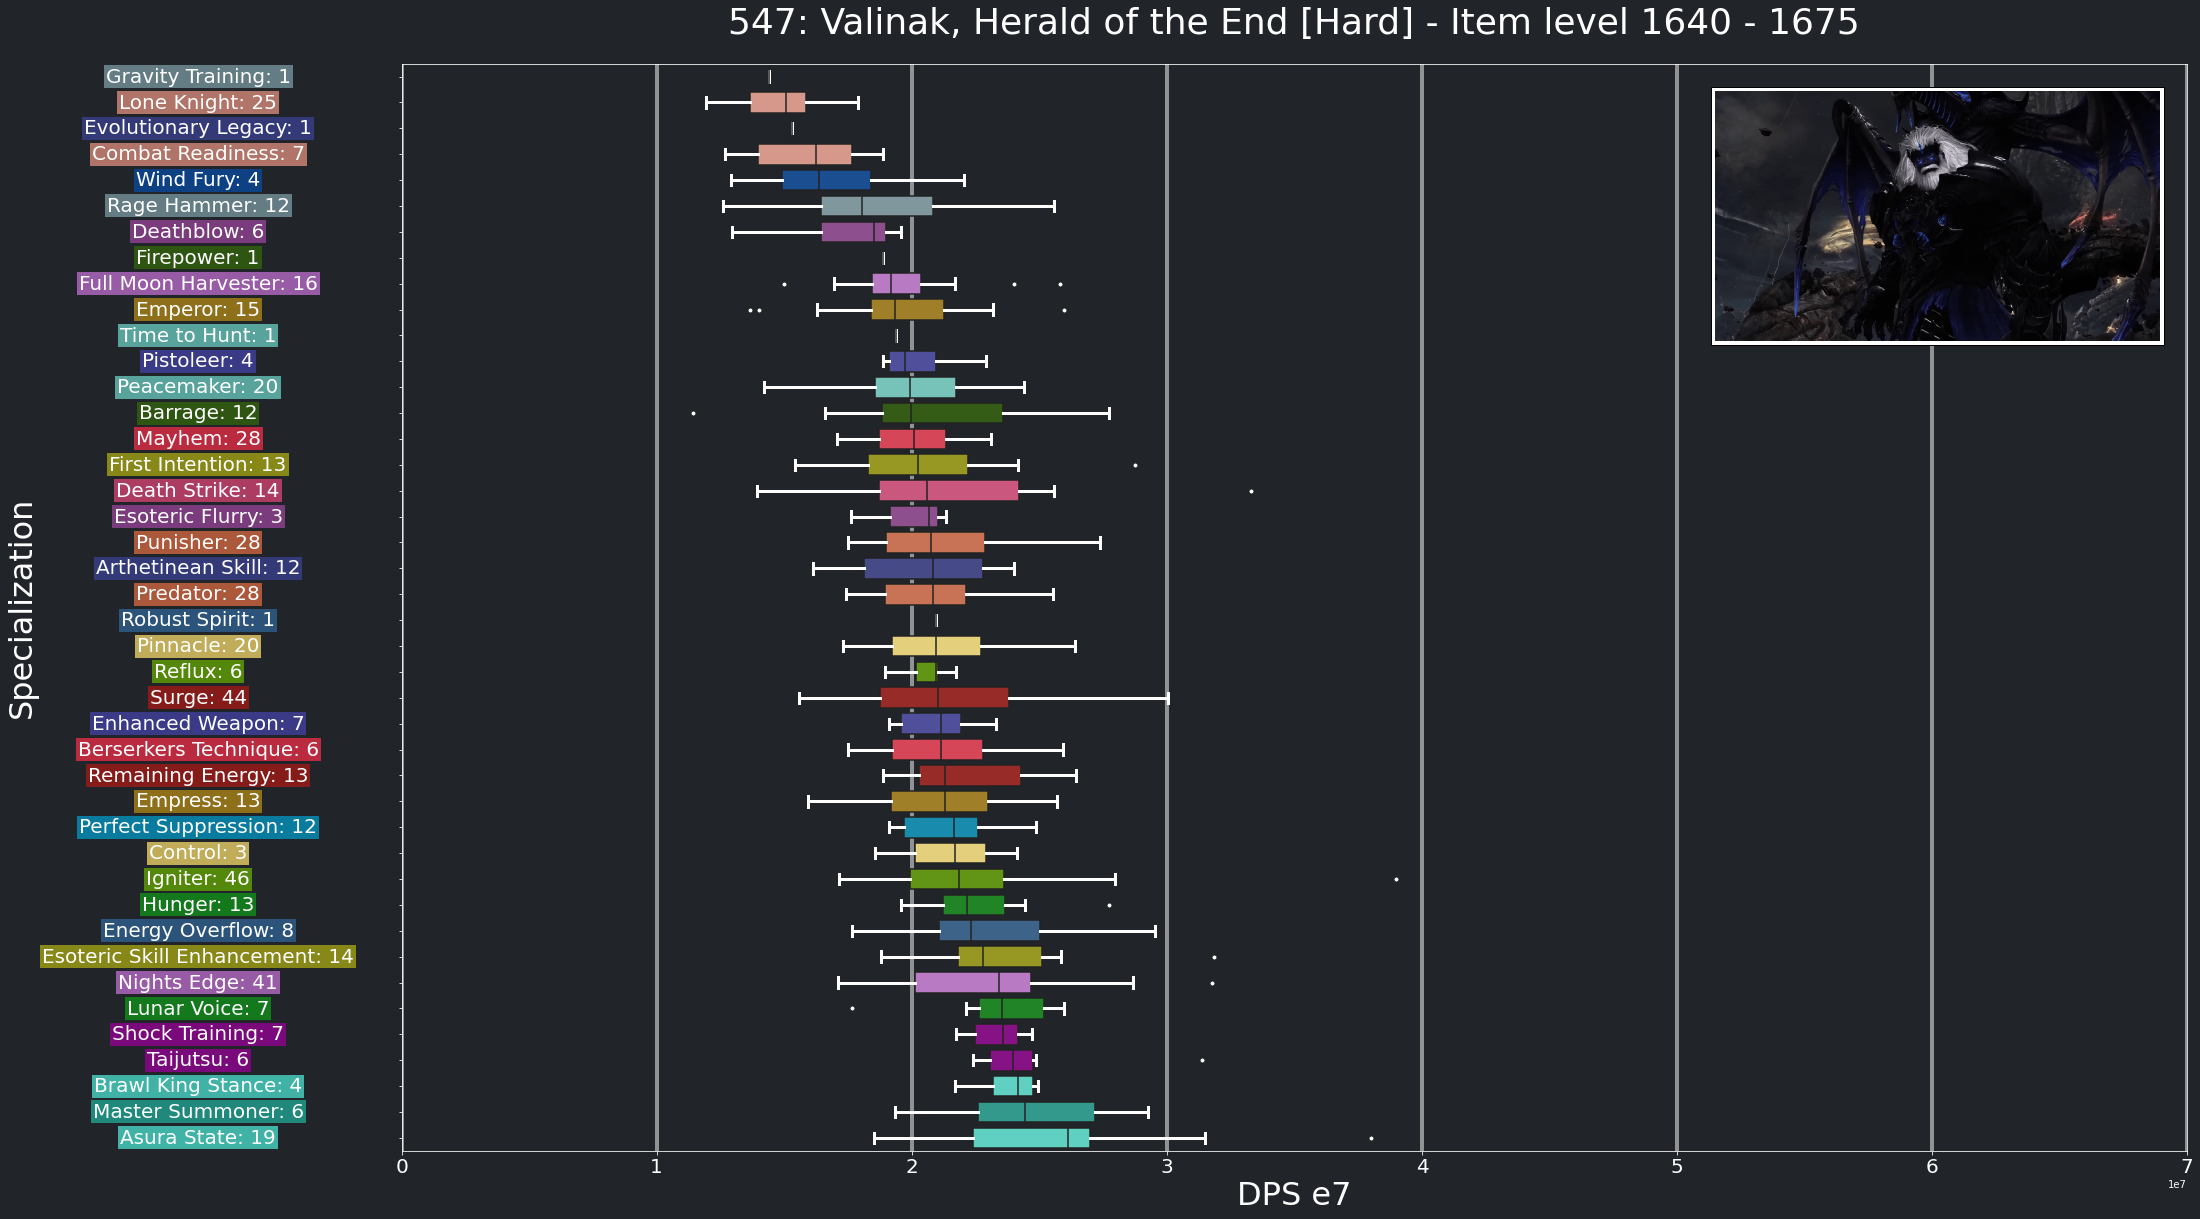 547: Valinak, Herald of the End [Hard] - Item level 1640 - 1675
Gravity Training: 1
Lone Knight: 25
Evolutionary Legacy: 1
Combat Readiness: 7
Wind Fury: 4
Rage Hammer: 12
Deathblow: 6
Firepower: 1
Full Moon Harvester: 16
Emperor: 15
Time to Hunt: 1
Pistoleer: 4
Peacemaker: 20
Barrage: 12
Mayhem: 28
First Intention: 13
Death Strike: 14
Esoteric Flurry: 3
Punisher: 28
Arthetinean Skill: 12
Predator: 28
Robust Spirit: 1
Pinnacle: 20
Reflux: 6
Surge: 44
Enhanced Weapon: 7
Berserkers Technique: 6
Remaining Energy: 13
Empress: 13
Perfect Suppression: 12
Control: 3
Igniter: 46
Hunger: 13
Energy Overflow: 8
Esoteric Skill Enhancement: 14
Nights Edge: 41
Lunar Voice: 7
Shock Training: 7
Taijutsu: 6
Brawl King Stance: 4
Master Summoner: 6
Asura State: 19
Specialization
0 1 2 3 4 5 6 7
DPS e7
1e7